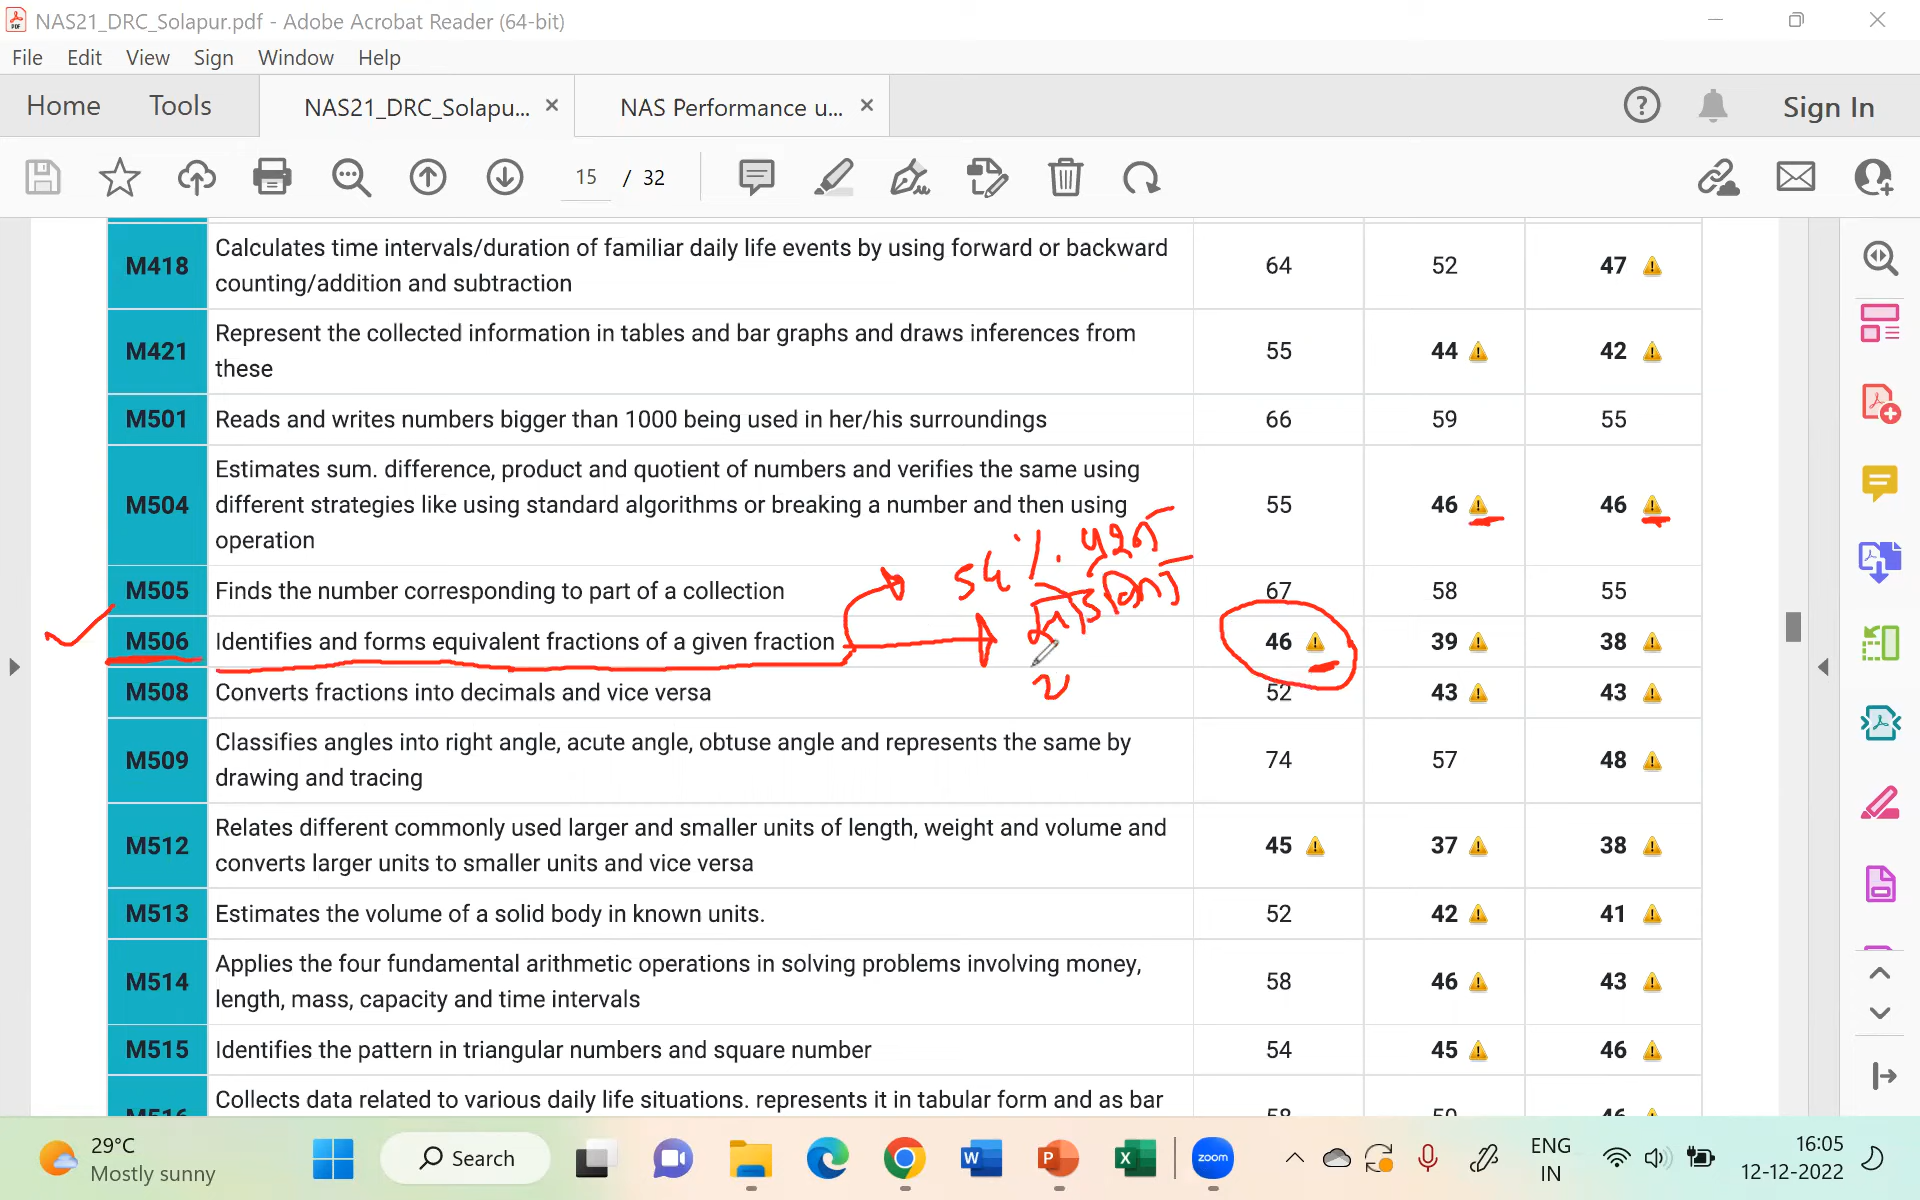 NAS21_DRC_Solapur.pdf - Adobe Acrobat Reader (64-bit)
File Edit View Sign Window Help
Home Tools NAS21_DRC_Solapu... × NAS Performance u... × Sign In
15 / 32
M418 Calculates time intervals/duration of familiar daily life events by using forward or backward
counting/addition and subtraction 64 52 47
M421 Represent the collected information in tables and bar graphs and draws inferences from
these 55 44 42
M501 Reads and writes numbers bigger than 1000 being used in her/his surroundings 66 59 55
M504 Estimates sum. difference, product and quotient of numbers and verifies the same using
different strategies like using standard algorithms or breaking a number and then using
operation 55 46 46
54 %.
M505 Finds the number corresponding to part of a collection 67 58 55
M506 Identifies and forms equivalent fractions of a given fraction 46 39 38
M508 Converts fractions into decimals and vice versa 52 43 43
M509 Classifies angles into right angle, acute angle, obtuse angle and represents the same by
drawing and tracing 74 57 48
M512 Relates different commonly used larger and smaller units of length, weight and volume and
converts larger units to smaller units and vice versa 45 37 38
M513 Estimates the volume of a solid body in known units. 52 42 41
M514 Applies the four fundamental arithmetic operations in solving problems involving money,
length, mass, capacity and time intervals 58 46 43
M515 Identifies the pattern in triangular numbers and square number 54 45 46
M516 Collects data related to various daily life situations. represents it in tabular form and as bar
29°C
Mostly sunny
Search
zoom
ENG
IN
16:05
12-12-2022